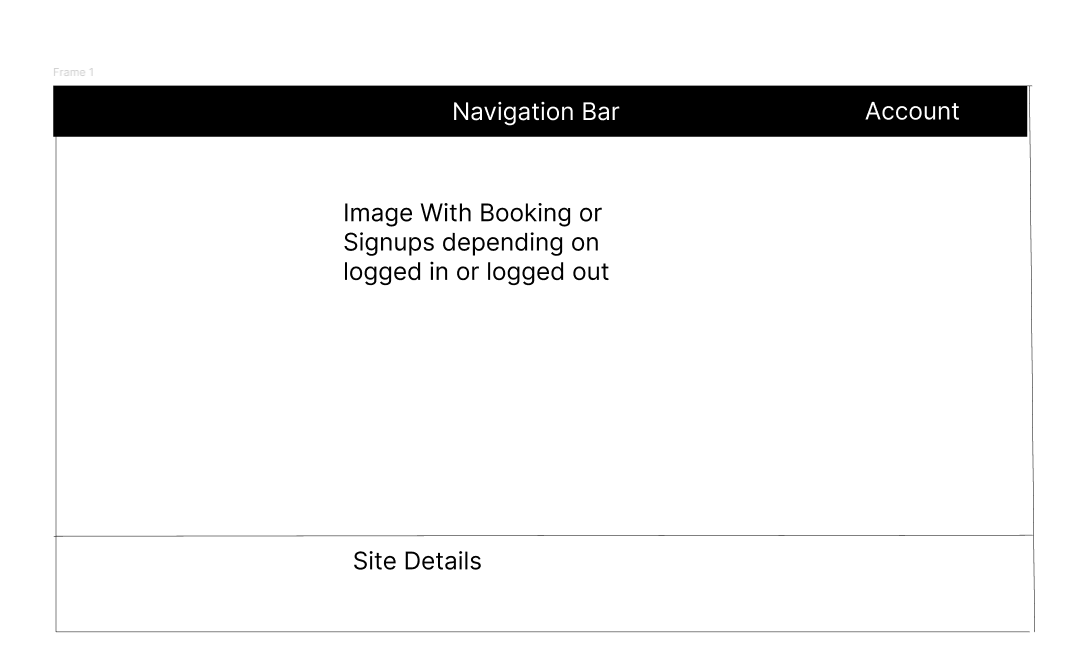 Frame 1
Navigation Bar
Account
Image With Booking or
Signups depending on
logged in or logged out
Site Details